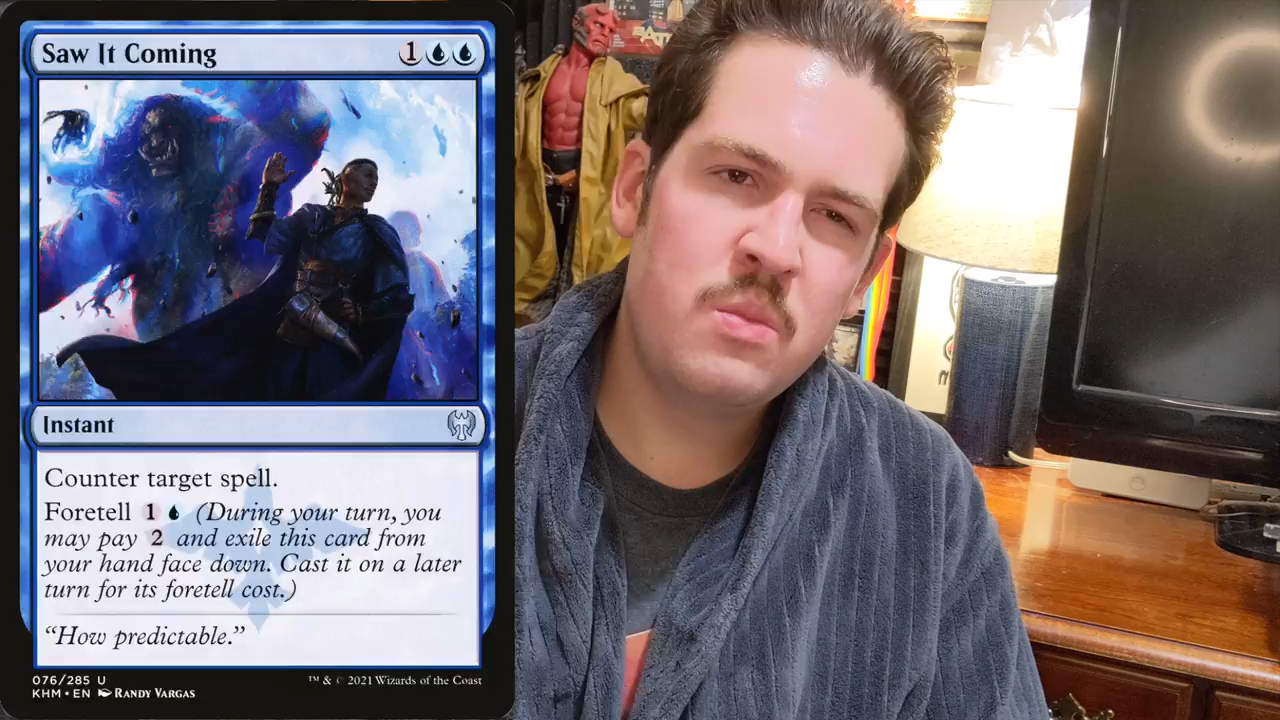 Saw It Coming 1
Instant
Counter target spell.
Foretell 1 (During your turn, you
may pay 2 and exile this card from
your hand face down. Cast it on a later
turn for its foretell cost.)
“How predictable.”
076/285 U
KHM • EN Randy Vargas
™ & © 2021 Wizards of the Coast
BAT